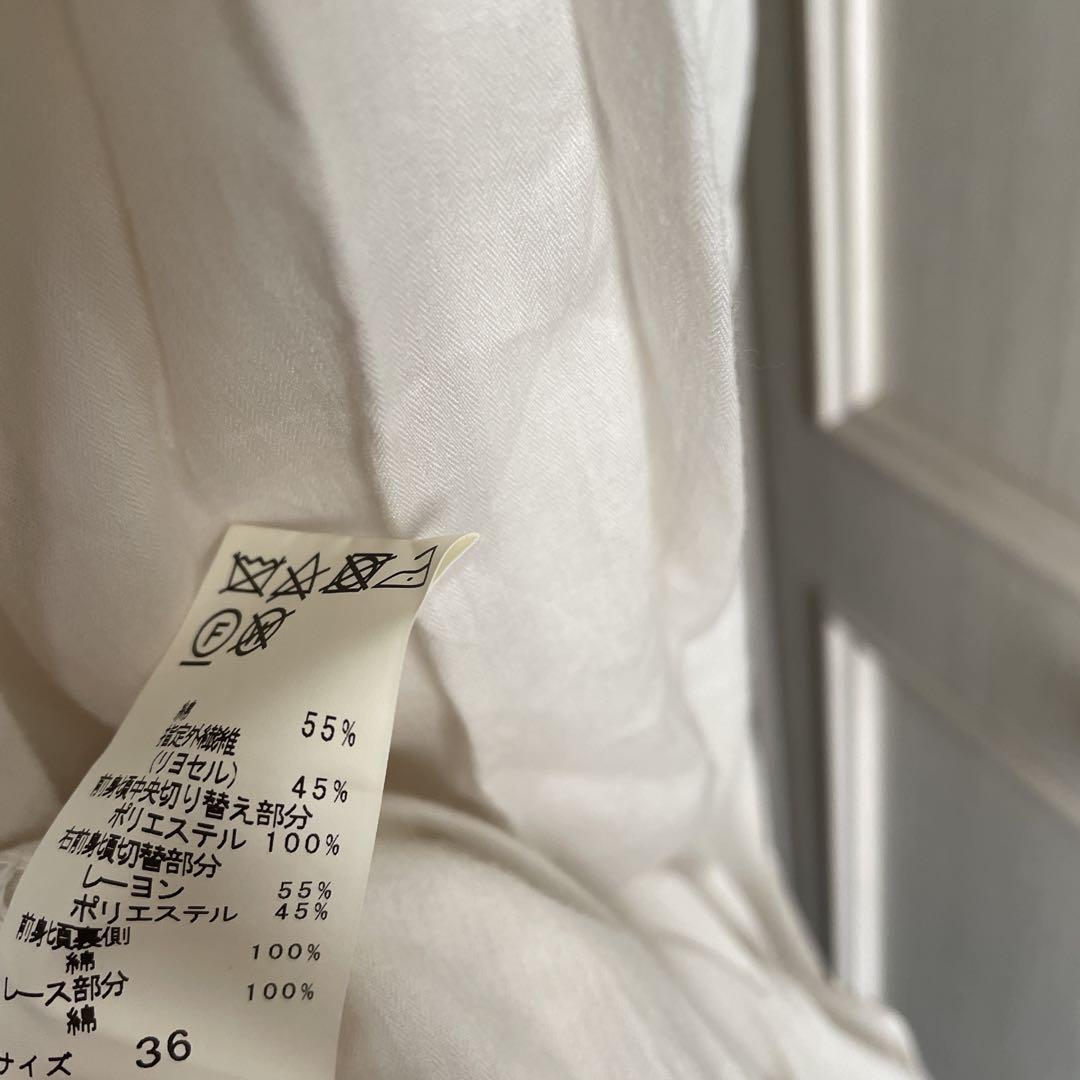 F
綿 55%
指定外繊維
(リヨセル) 45%
前身頃中央切り替え部分
ポリエステル 100%
右前身頃切替部分
レーヨン 55%
ポリエステル 45%
前身頃裏側
綿 100%
レース部分
綿 100%
サイズ 36